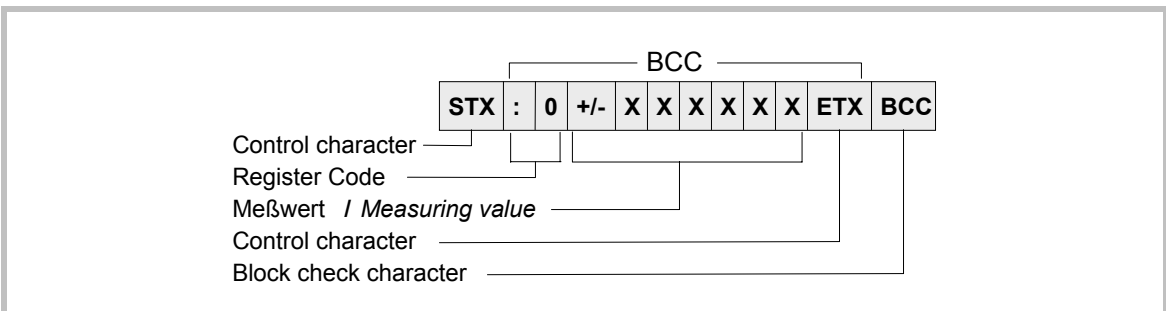 BCC
STX : 0 +/- X X X X X X ETX BCC
Control character
Register Code
Meßwert / Measuring value
Control character
Block check character